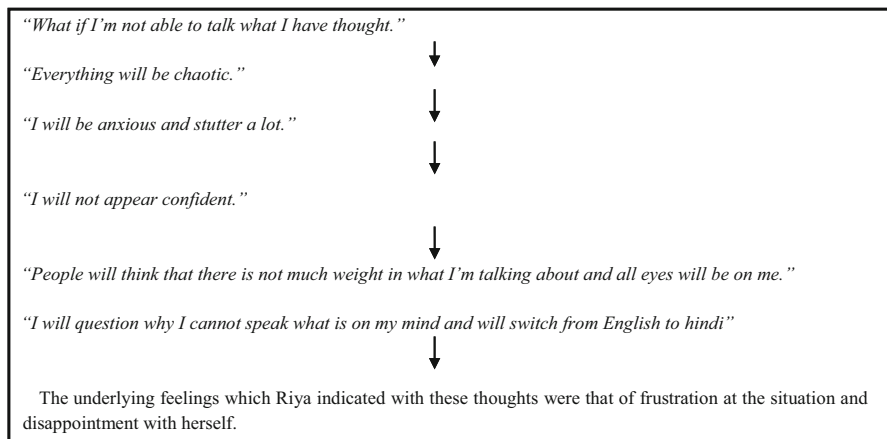 “What if I’m not able to talk what I have thought.”
“Everything will be chaotic.”
“I will be anxious and stutter a lot.”
“I will not appear confident.”
“People will think that there is not much weight in what I’m talking about and all eyes will be on me.”
“I will question why I cannot speak what is on my mind and will switch from English to hindi”
The underlying feelings which Riya indicated with these thoughts were that of frustration at the situation and
disappointment with herself.